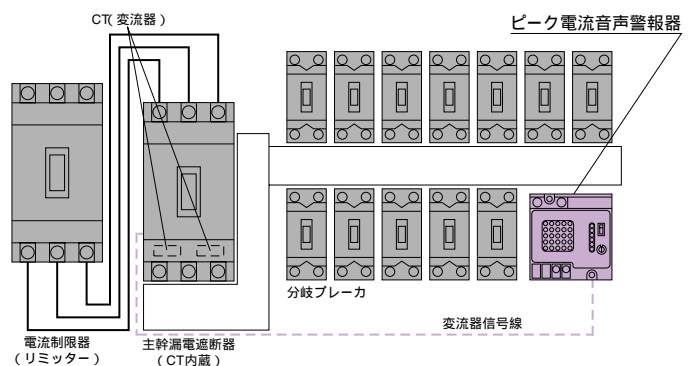 CT(変流器)
ピーク電流音声警報器
分岐ブレーカ
変流器信号線
電流制限器
(リミッター)
主幹漏電遮断器
(CT内蔵)